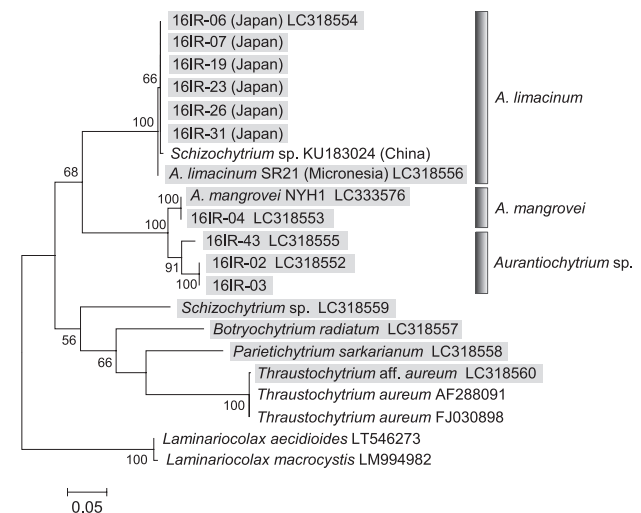 16IR-06 (Japan) LC318554
16IR-07 (Japan)
16IR-19 (Japan)
66
16IR-23 (Japan)
A. limacinum
16IR-26 (Japan)
100
16IR-31 (Japan)
Schizochytrium sp. KU183024 (China)
68
A. limacinum SR21 (Micronesia) LC318556
100
A. mangrovei NYH1 LC333576
A. mangrovei
100
16IR-04 LC318553
16IR-43 LC318555
91
16IR-02 LC318552
Aurantiochytrium sp.
100
16IR-03
Schizochytrium sp. LC318559
56
Botryochytrium radiatum LC318557
66
Parietichytrium sarkarianum LC318558
Thraustochytrium aff. aureum LC318560
100
Thraustochytrium aureum AF288091
Thraustochytrium aureum FJ030898
Laminariocolax aecidioides LT546273
100
Laminariocolax macrocystis LM994982
0.05